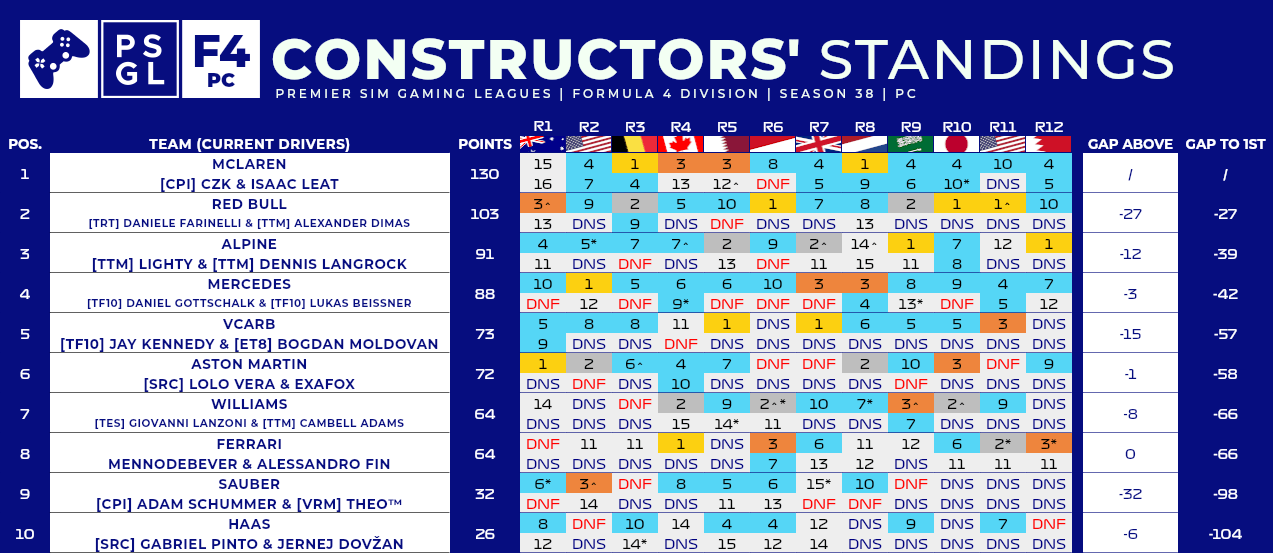 PS GL F4 PC CONSTRUCTORS' STANDINGS
PREMIER SIM GAMING LEAGUES | FORMULA 4 DIVISION | SEASON 38 | PC
R1 R2 R3 R4 R5 R6 R7 R8 R9 R10 R11 R12
POS. TEAM (CURRENT DRIVERS) POINTS GAP ABOVE GAP TO 1ST
MCLAREN 15 4 1 3 3 8 4 1 4 4 10 4
1 130 / /
[CPI] CZK & ISAAC LEAT 16 7 4 13 12^ DNF 5 9 6 10* DNS 5
RED BULL 3^ 9 2 5 10 1 7 8 2 1 1^ 10
2 103 -27 -27
[TRT] DANIELE FARINELLI & [TTM] ALEXANDER DIMAS 13 DNS 9 DNS DNF DNS DNS 13 DNS DNS DNS DNS
ALPINE 4 5* 7 7^ 2 9 2^ 14^ 1 7 12 1
3 91 -12 -39
[TTM] LIGHTY & [TTM] DENNIS LANGROCK 11 DNS DNF DNS 13 DNF 11 15 11 8 DNS DNS
MERCEDES 10 1 5 6 6 10 3 3 8 9 4 7
4 88 -3 -42
[TF10] DANIEL GOTTSCHALK & [TF10] LUKAS BEISSNER DNF 12 DNF 9* DNF DNF DNF 4 13* DNF 5 12
VCARB 5 8 8 11 1 DNS 1 6 5 5 3 DNS
5 73 -15 -57
[TF10] JAY KENNEDY & [ET8] BOGDAN MOLDOVAN 9 DNS DNS DNF DNS DNS DNS DNS DNS DNS DNS DNS
ASTON MARTIN 1 2 6^ 4 7 DNF DNF 2 10 3 DNF 9
6 72 -1 -58
[SRC] LOLO VERA & EXAFOX DNS DNF DNS 10 DNS DNS DNS DNS DNF DNS DNS DNS
WILLIAMS 14 DNS DNF 2 9 2^* 10 7* 3^ 2^ 9 DNS
7 64 -8 -66
[TES] GIOVANNI LANZONI & [TTM] CAMBELL ADAMS DNS DNS DNS 15 14* 11 DNS DNS 7 DNS DNS DNS
FERRARI DNF 11 11 1 DNS 3 6 11 12 6 2* 3*
8 64 0 -66
MENNODEBEVER & ALESSANDRO FIN DNS DNS DNS DNS DNS 7 13 12 DNS 11 11 11
SAUBER 6* 3^ DNF 8 5 6 15* 10 DNF DNS DNS DNS
9 32 -32 -98
[CPI] ADAM SCHUMMER & [VRM] THEO™ DNF 14 DNS DNS 11 13 DNF DNF DNS DNS DNS DNS
HAAS 8 DNF 10 14 4 4 12 DNS 9 DNS 7 DNF
10 26 -6 -104
[SRC] GABRIEL PINTO & JERNEJ DOVŽAN 12 DNS 14* DNS 15 12 14 DNS DNS DNS DNS DNS